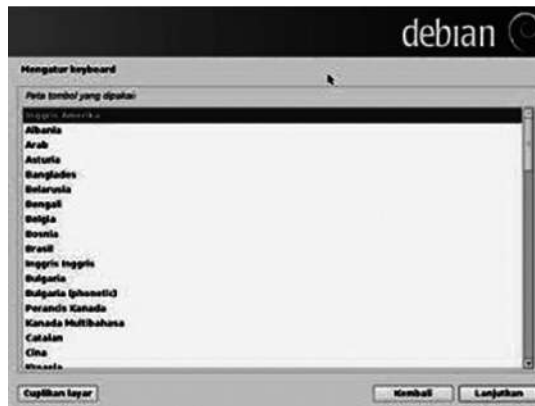 debian
Mengatur keyboard
Peta tombol yang dipakai:
Inggris Amerika
Albania
Arab
Asturia
Banglades
Belarusia
Bengali
Belgia
Bosnia
Brasil
Inggris Inggris
Bulgaria
Bulgaria (phonetic)
Perancis Kanada
Kanada Multibahasa
Catalan
Cina
Cuplikan layar
Kembali
Lanjutkan